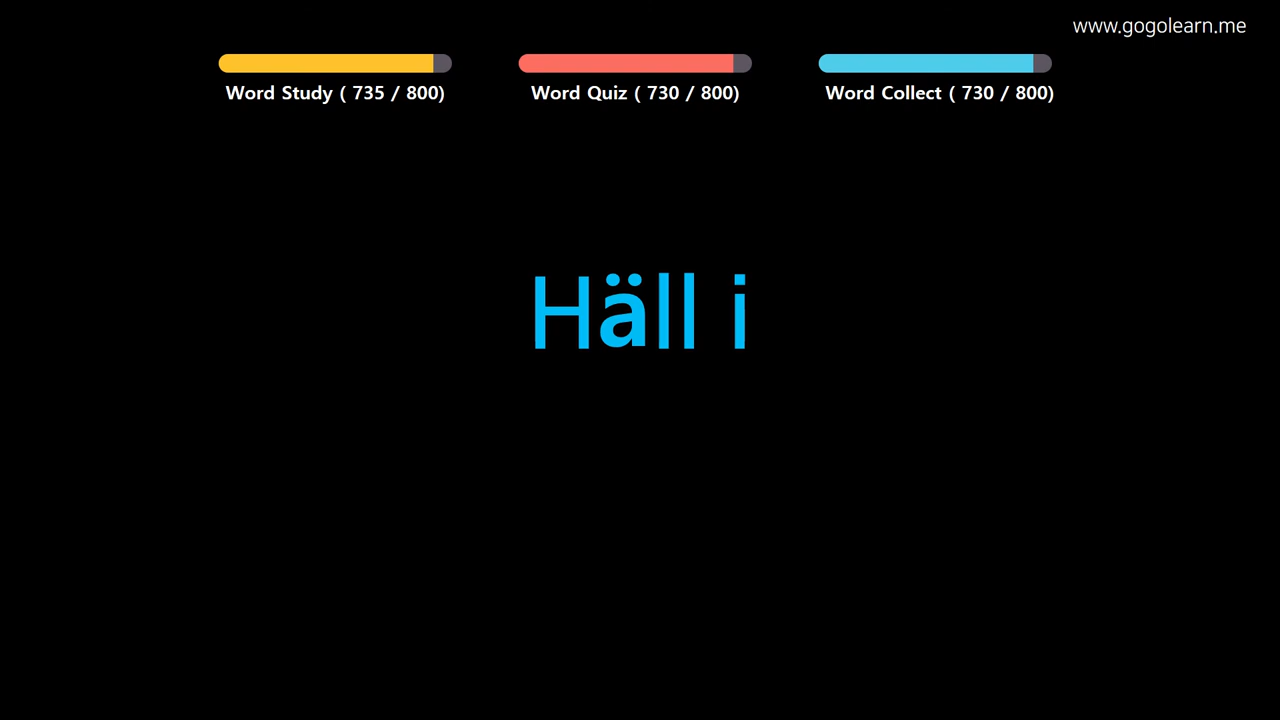 www.gogolearn.me
Word Study ( 735 / 800)
Word Quiz ( 730 / 800)
Word Collect ( 730 / 800)
Häll i